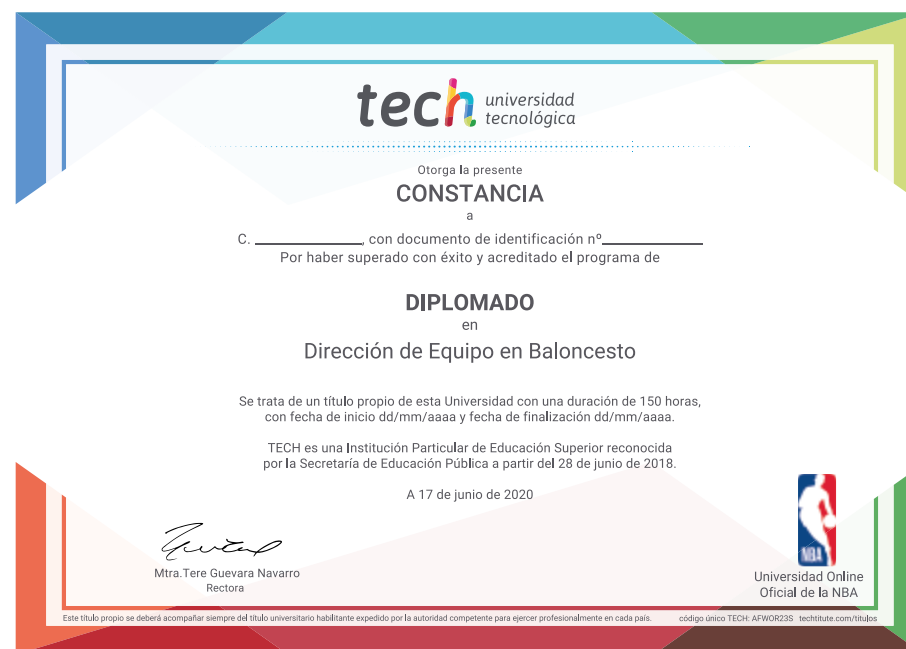 tech universidad
tecnológica
Otorga la presente
CONSTANCIA
a
C. ____________, con documento de identificación nº____________
Por haber superado con éxito y acreditado el programa de
DIPLOMADO
en
Dirección de Equipo en Baloncesto
Se trata de un título propio de esta Universidad con una duración de 150 horas,
con fecha de inicio dd/mm/aaaa y fecha de finalización dd/mm/aaaa.
TECH es una Institución Particular de Educación Superior reconocida
por la Secretaría de Educación Pública a partir del 28 de junio de 2018.
A 17 de junio de 2020
Mtra.Tere Guevara Navarro
Rectora
NBA
Universidad Online
Oficial de la NBA
Este título propio se deberá acompañar siempre del título universitario habilitante expedido por la autoridad competente para ejercer profesionalmente en cada país.
código único TECH: AFWOR23S techtitute.com/titulos